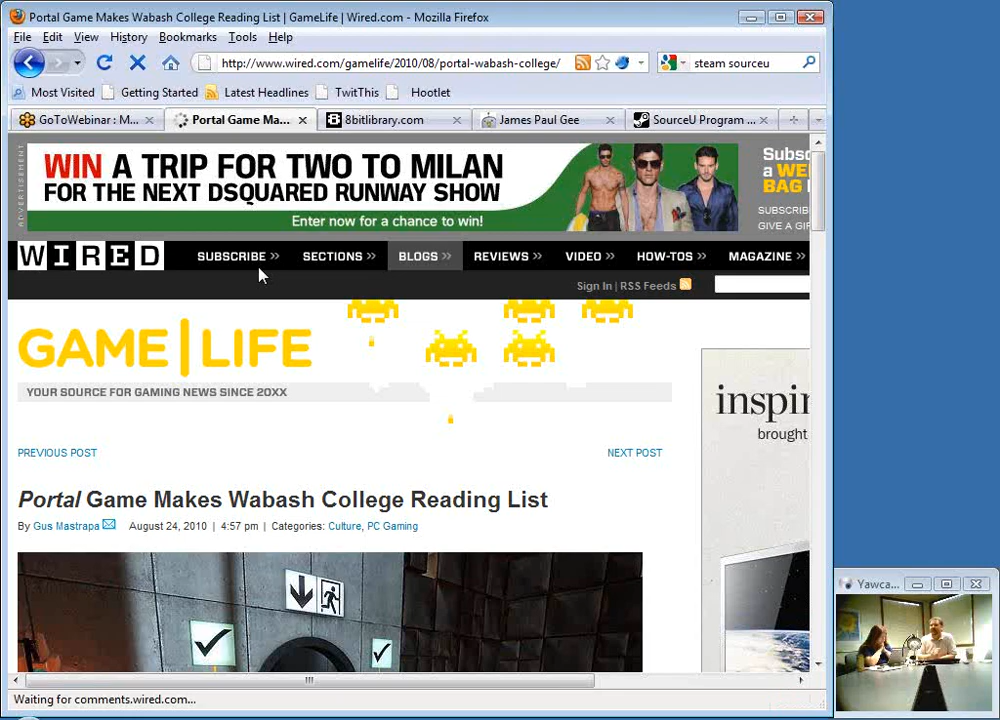 Portal Game Makes Wabash College Reading List | GameLife | Wired.com - Mozilla Firefox
File Edit View History Bookmarks Tools Help
http://www.wired.com/gamelife/2010/08/portal-wabash-college/ steam sourceu
Most Visited Getting Started Latest Headlines TwitThis Hootlet
GoToWebinar : M... Portal Game Ma... 8bitlibrary.com James Paul Gee SourceU Program ...
ADVERTISEMENT
WIN A TRIP FOR TWO TO MILAN
FOR THE NEXT DSQUARED RUNWAY SHOW
Enter now for a chance to win!
Subsc
a WE
BAG
SUBSCRIB
GIVE A GIF
WIRED SUBSCRIBE >> SECTIONS >> BLOGS >> REVIEWS >> VIDEO >> HOW-TOS >> MAGAZINE >>
Sign In | RSS Feeds
GAME|LIFE
YOUR SOURCE FOR GAMING NEWS SINCE 20XX
inspir
brought
PREVIOUS POST NEXT POST
Portal Game Makes Wabash College Reading List
By Gus Mastrapa August 24, 2010 | 4:57 pm | Categories: Culture, PC Gaming
Yawca...
Waiting for comments.wired.com...